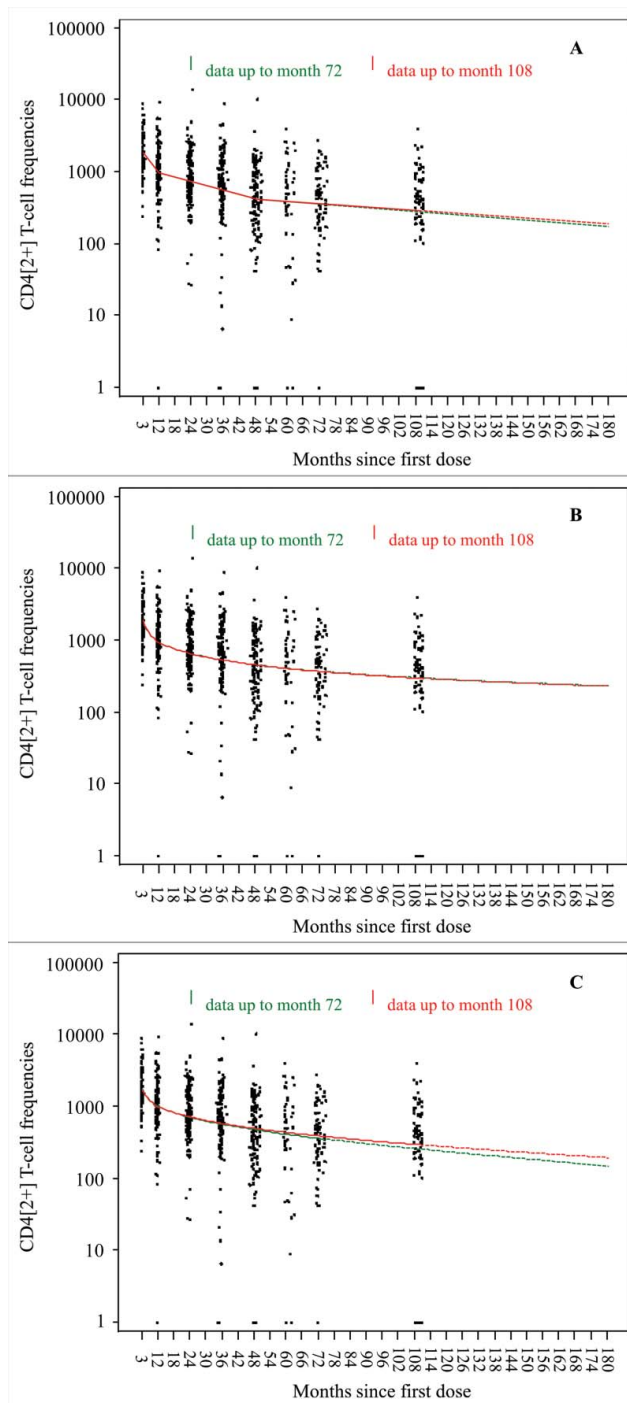 100000
A
data up to month 72 data up to month 108
10000
1000
100
10
1
CD4[2+] T-cell frequencies
3 12 18 24 30 36 42 48 54 60 66 72 78 84 90 96 102 108 114 120 126 132 138 144 150 156 162 168 174 180
Months since first dose
100000
B
data up to month 72 data up to month 108
10000
1000
100
10
1
CD4[2+] T-cell frequencies
3 12 18 24 30 36 42 48 54 60 66 72 78 84 90 96 102 108 114 120 126 132 138 144 150 156 162 168 174 180
Months since first dose
100000
C
data up to month 72 data up to month 108
10000
1000
100
10
1
CD4[2+] T-cell frequencies
3 12 18 24 30 36 42 48 54 60 66 72 78 84 90 96 102 108 114 120 126 132 138 144 150 156 162 168 174 180
Months since first dose